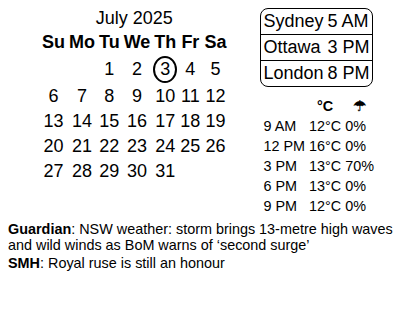 July 2025
Su Mo Tu We Th Fr Sa
1 2 3 4 5
6 7 8 9 10 11 12
13 14 15 16 17 18 19
20 21 22 23 24 25 26
27 28 29 30 31
Sydney 5 AM
Ottawa 3 PM
London 8 PM
°C ☂
9 AM 12°C 0%
12 PM 16°C 0%
3 PM 13°C 70%
6 PM 13°C 0%
9 PM 12°C 0%
Guardian: NSW weather: storm brings 13-metre high waves
and wild winds as BoM warns of ‘second surge’
SMH: Royal ruse is still an honour